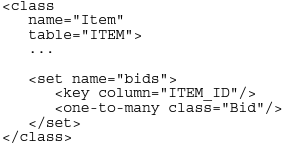 <class
name="Item"
table="ITEM">
...
<set name="bids">
<key column="ITEM_ID"/>
<one-to-many class="Bid"/>
</set>
</class>